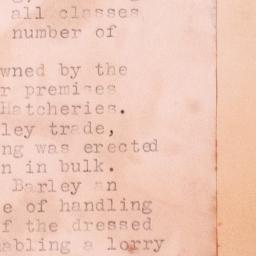 all classes
number of
wned by the
r premises
Hatcheries.
ley trade,
ng was erected
n in bulk.
Barley an
e of handling
f the dressed
abling a lorry